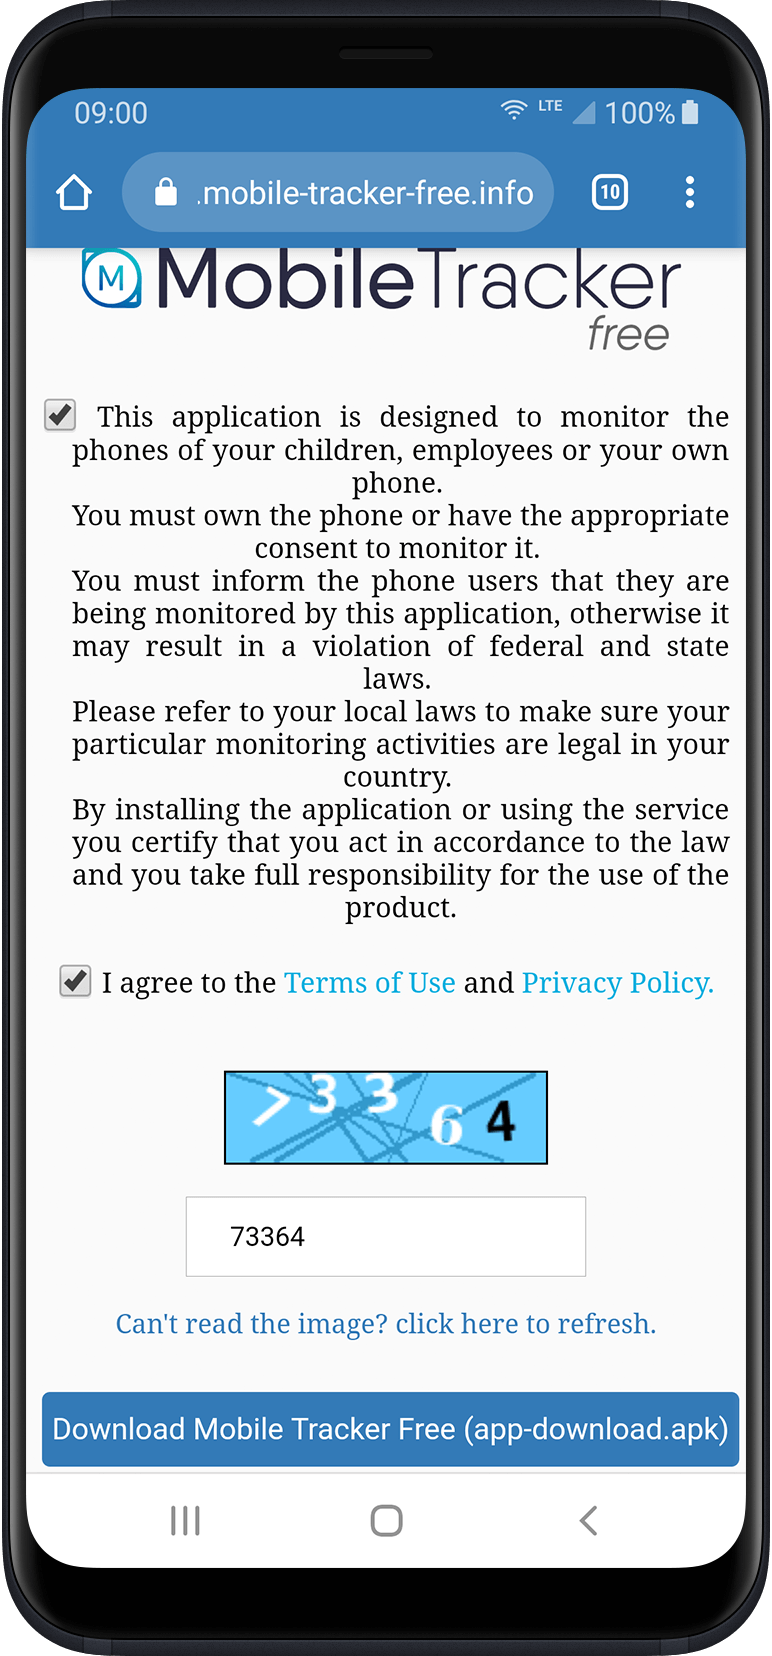 09:00 LTE 100%
.mobile-tracker-free.info 10
M MobileTracker
free
This application is designed to monitor the
phones of your children, employees or your own
phone.
You must own the phone or have the appropriate
consent to monitor it.
You must inform the phone users that they are
being monitored by this application, otherwise it
may result in a violation of federal and state
laws.
Please refer to your local laws to make sure your
particular monitoring activities are legal in your
country.
By installing the application or using the service
you certify that you act in accordance to the law
and you take full responsibility for the use of the
product.
I agree to the Terms of Use and Privacy Policy.
73364
73364
Can't read the image? click here to refresh.
Download Mobile Tracker Free (app-download.apk)